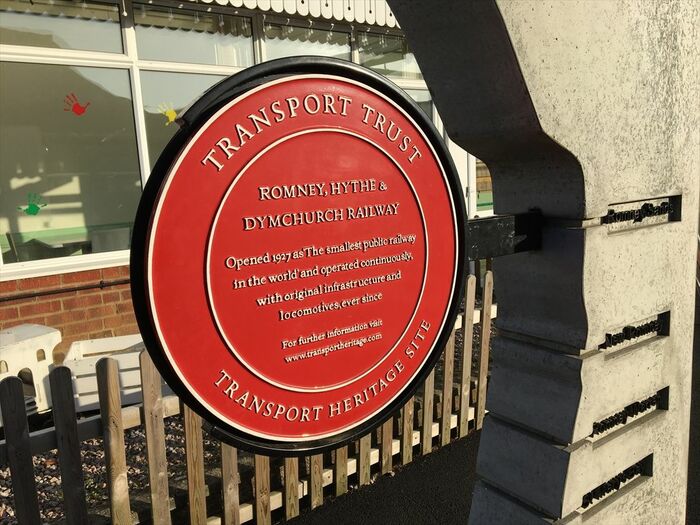 TRANSPORT TRUST
ROMNEY, HYTHE &
DYMCHURCH RAILWAY
Opened 1927 as 'The smallest public railway
in the world' and operated continuously,
with original infrastructure and
locomotives, ever since
For further information visit
www.transportheritage.com
TRANSPORT HERITAGE SITE